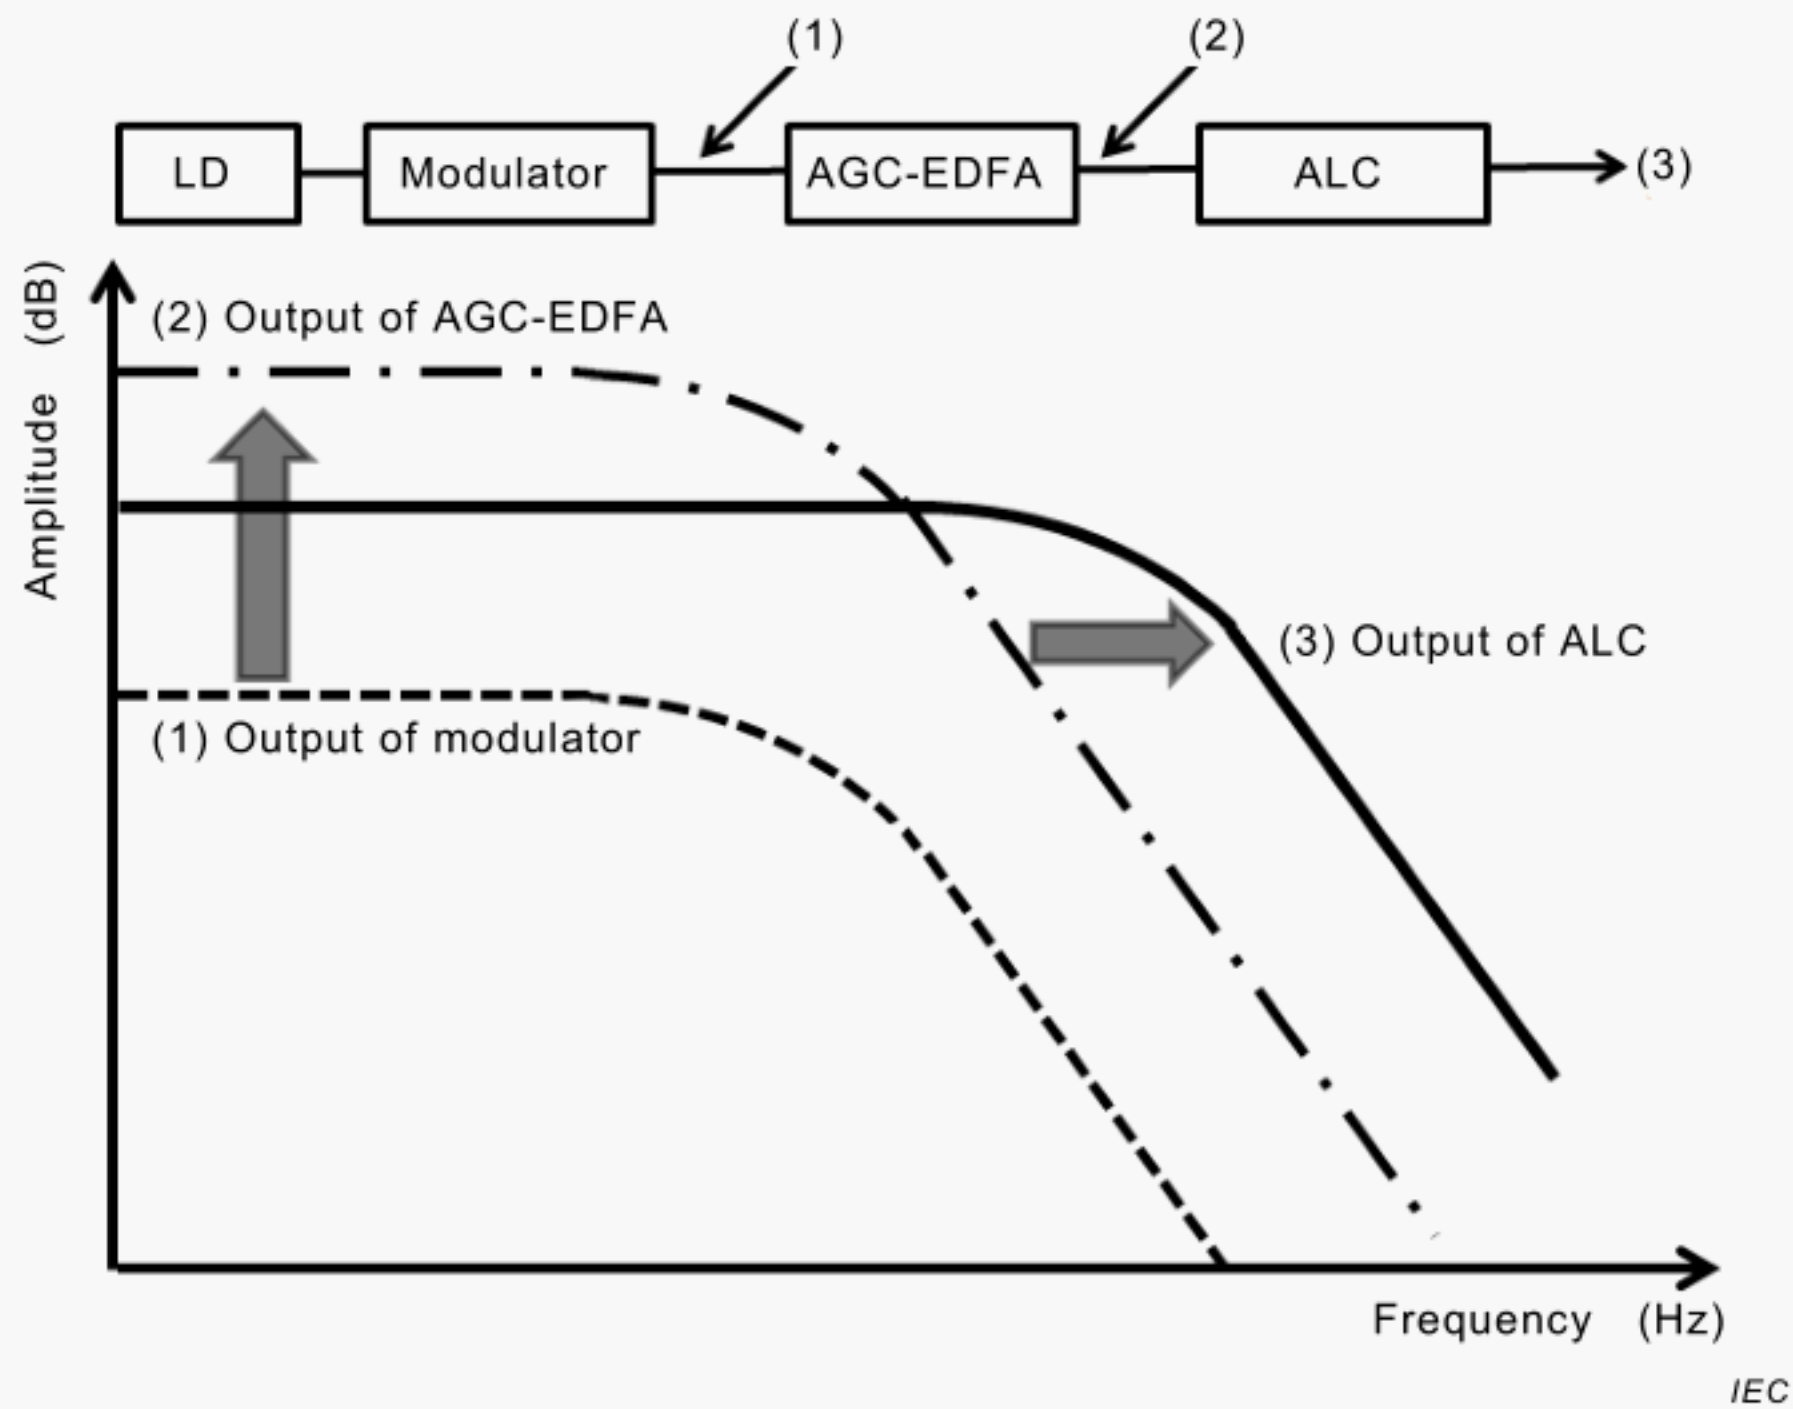 (1)
(2)
LD
Modulator
AGC-EDFA
ALC
(3)
Amplitude (dB)
(2) Output of AGC-EDFA
(3) Output of ALC
(1) Output of modulator
Frequency (Hz)
IEC